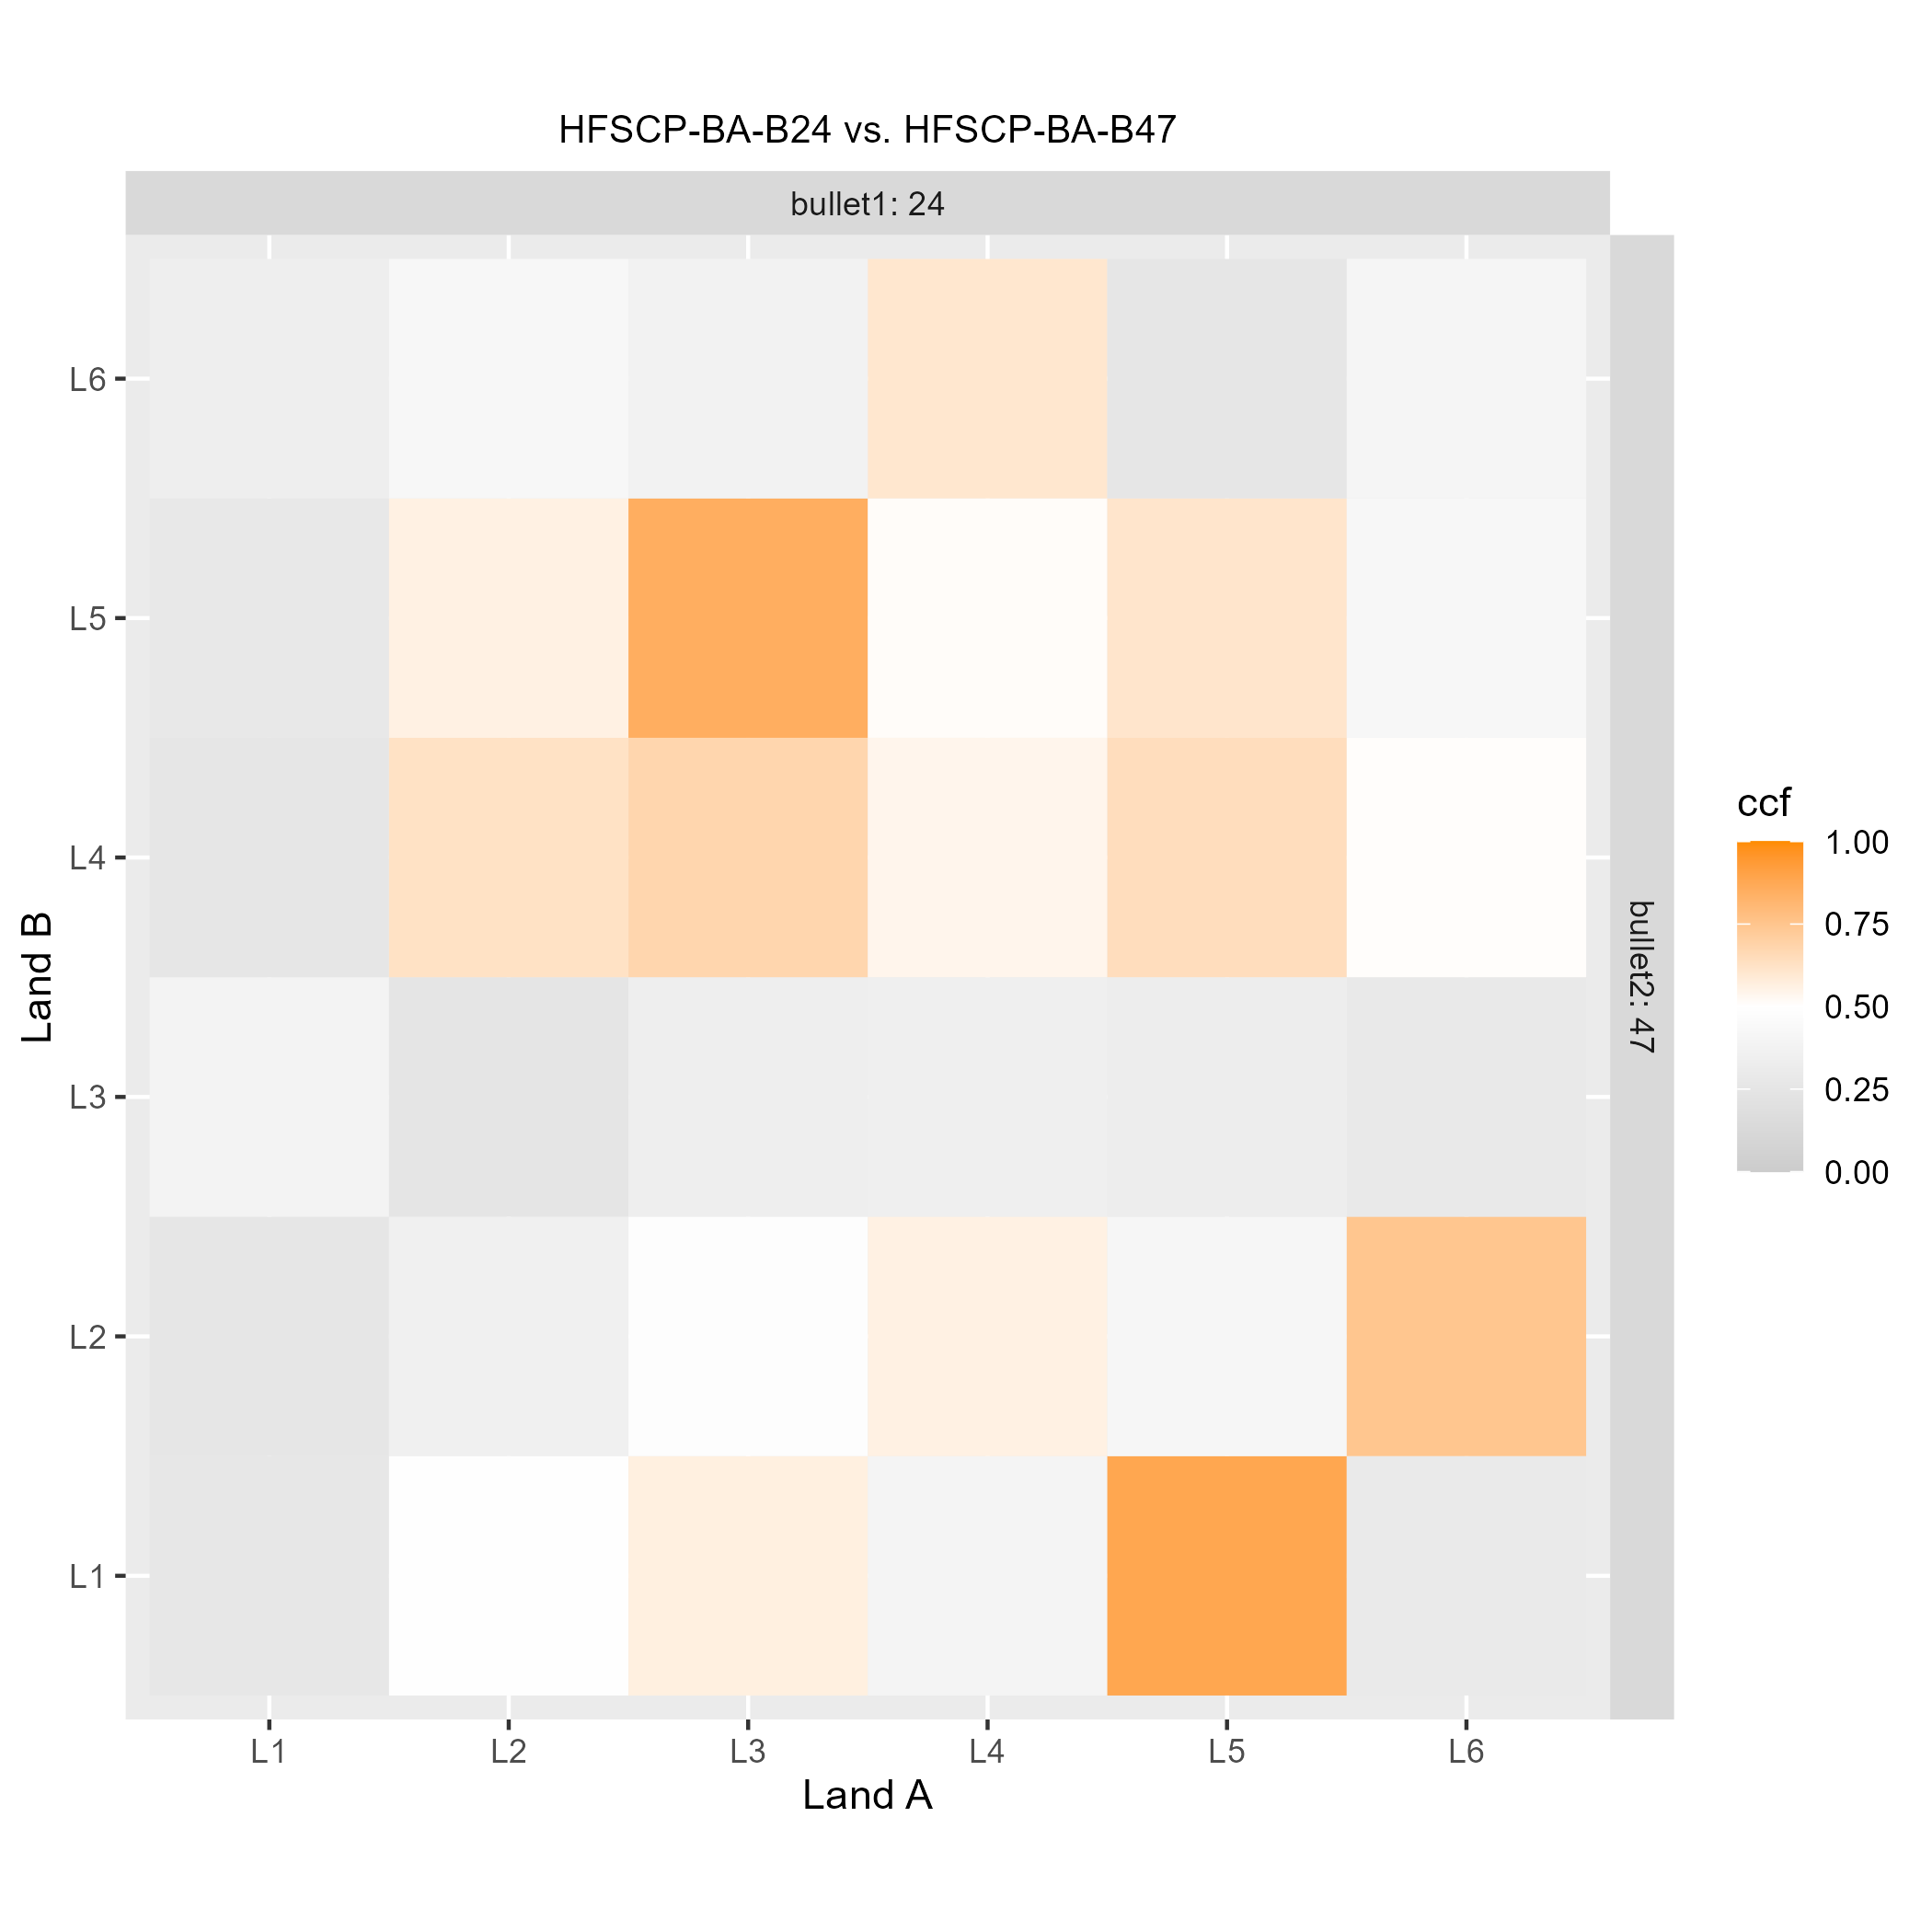 HFSCP-BA-B24 vs. HFSCP-BA-B47
bullet1: 24
L6
L5
L4
L3
L2
L1
Land B
bullet2: 47
ccf
1.00
0.75
0.50
0.25
0.00
L1 L2 L3 L4 L5 L6
Land A